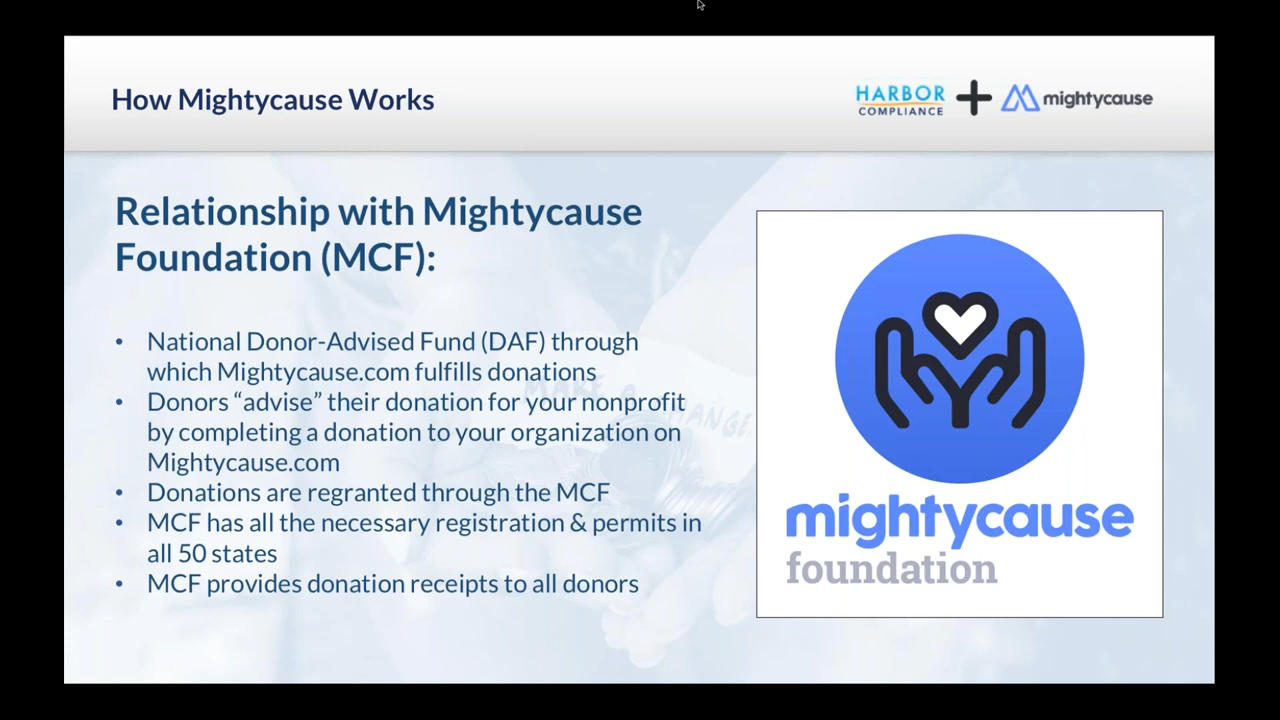 How Mightycause Works
HARBOR
COMPLIANCE
mightycause
Relationship with Mightycause
Foundation (MCF):
• National Donor-Advised Fund (DAF) through
which Mightycause.com fulfills donations
• Donors “advise” their donation for your nonprofit
by completing a donation to your organization on
Mightycause.com
• Donations are regranted through the MCF
• MCF has all the necessary registration & permits in
all 50 states
• MCF provides donation receipts to all donors
MAKE A
CHANGE
mightycause
foundation